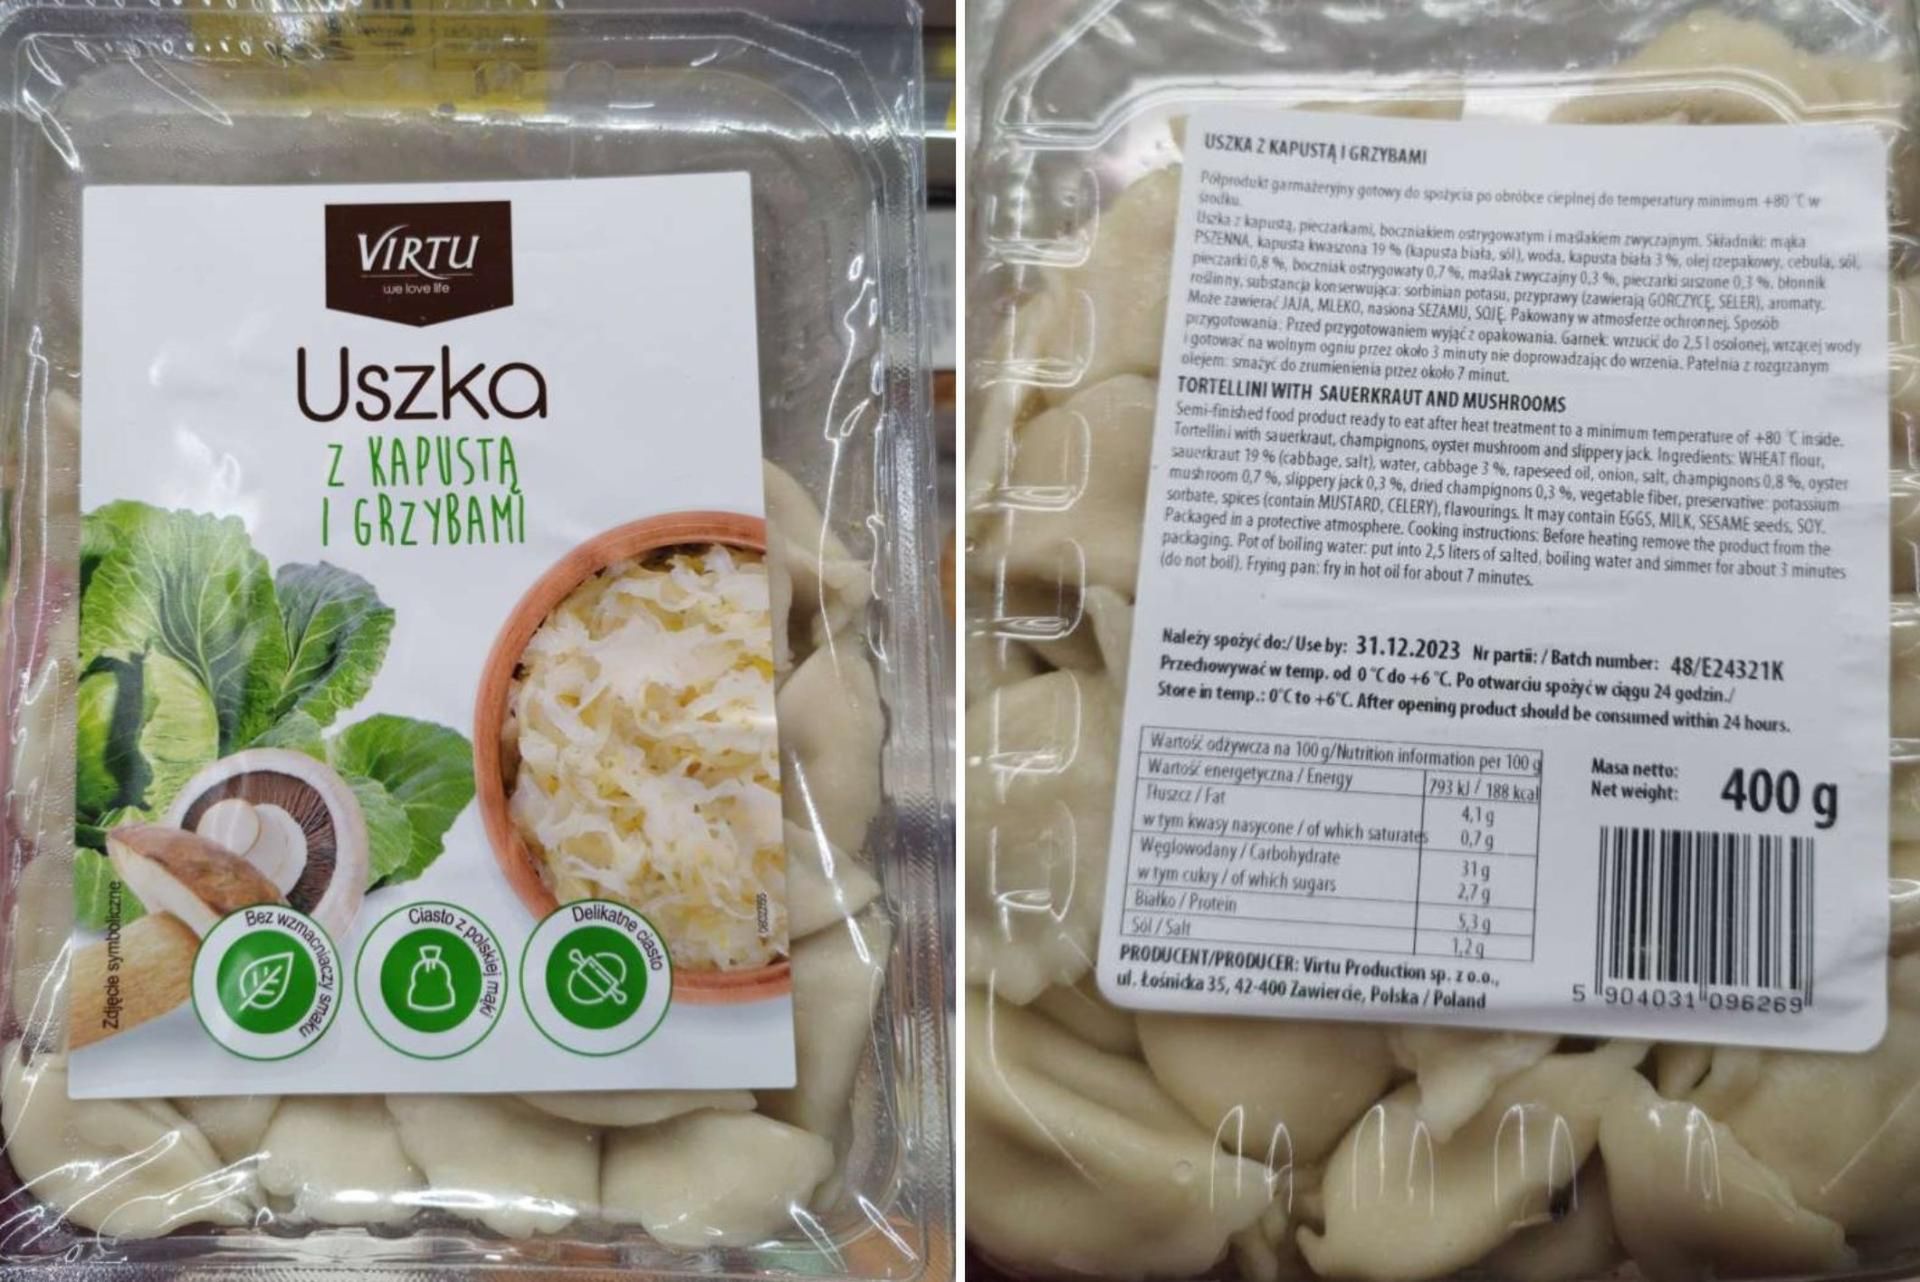 VIRTU
we love life
Uszka
Z KAPUSTĄ
I GRZYBAMI
Bez wzmacniaczy smaku
Ciasto z polskiej mąki
Delikatne ciasto
Zdjęcie symboliczne
USZKA Z KAPUSTĄ I GRZYBAMI
Półprodukt garmażeryjny gotowy do spożycia po obróbce cieplnej do temperatury minimum +80 °C w
środku.
Uszka z kapustą, pieczarkami, boczniakiem ostrygowatym i maślakiem zwyczajnym. Składniki: mąka
PSZENNA, kapusta kwaszona 19 % (kapusta biała, sól), woda, kapusta biała 3 %, olej rzepakowy, cebula, sól,
pieczarki 0,8 %, boczniak ostrygowaty 0,7 %, maślak zwyczajny 0,3 %, pieczarki suszone 0,3 %, błonnik
roślinny, substancja konserwująca: sorbinian potasu, przyprawy (zawierają GORCZYCĘ, SELER), aromaty.
Może zawierać JAJA, MLEKO, nasiona SEZAMU, SOJĘ. Pakowany w atmosferze ochronnej. Sposób
przygotowania: Przed przygotowaniem wyjąć z opakowania. Garnek: wrzucić do 2,5 l osolonej, wrzącej wody
i gotować na wolnym ogniu przez około 3 minuty nie doprowadzając do wrzenia. Patelnia z rozgrzanym
olejem: smażyć do zrumienienia przez około 7 minut.
TORTELLINI WITH SAUERKRAUT AND MUSHROOMS
Semi-finished food product ready to eat after heat treatment to a minimum temperature of +80 °C inside.
Tortellini with sauerkraut, champignons, oyster mushroom and slippery jack. Ingredients: WHEAT flour,
sauerkraut 19 % (cabbage, salt), water, cabbage 3 %, rapeseed oil, onion, salt, champignons 0,8 %, oyster
mushroom 0,7 %, slippery jack 0,3 %, dried champignons 0,3 %, vegetable fiber, preservative: potassium
sorbate, spices (contain MUSTARD, CELERY), flavourings. It may contain EGGS, MILK, SESAME seeds, SOY.
Packaged in a protective atmosphere. Cooking instructions: Before heating remove the product from the
packaging. Pot of boiling water: put into 2,5 liters of salted, boiling water and simmer for about 3 minutes
(do not boil). Frying pan: fry in hot oil for about 7 minutes.
Należy spożyć do:/ Use by: 31.12.2023 Nr partii: / Batch number: 48/E24321K
Przechowywać w temp. od 0 °C do +6 °C. Po otwarciu spożyć w ciągu 24 godzin./
Store in temp.: 0°C to +6°C. After opening product should be consumed within 24 hours.
Wartość odżywcza na 100 g/Nutrition information per 100 g
Wartość energetyczna / Energy 793 kJ / 188 kcal
Tłuszcz / Fat 4,1 g
w tym kwasy nasycone / of which saturates 0,7 g
Węglowodany / Carbohydrate 31 g
w tym cukry / of which sugars 2,7 g
Białko / Protein 5,3 g
Sól / Salt 1,2 g
Masa netto:
Net weight: 400 g
PRODUCENT/PRODUCER: Virtu Production sp. z o.o.,
ul. Łośnicka 35, 42-400 Zawiercie, Polska / Poland
5 904031 096269